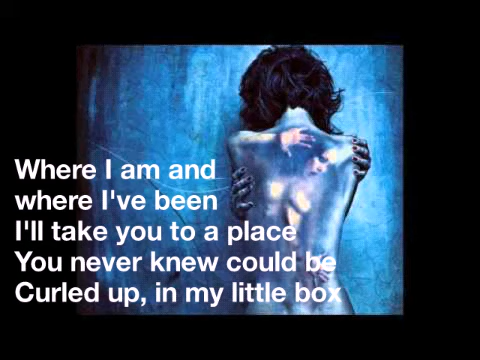 Where I am and
where I've been
I'll take you to a place
You never knew could be
Curled up, in my little box